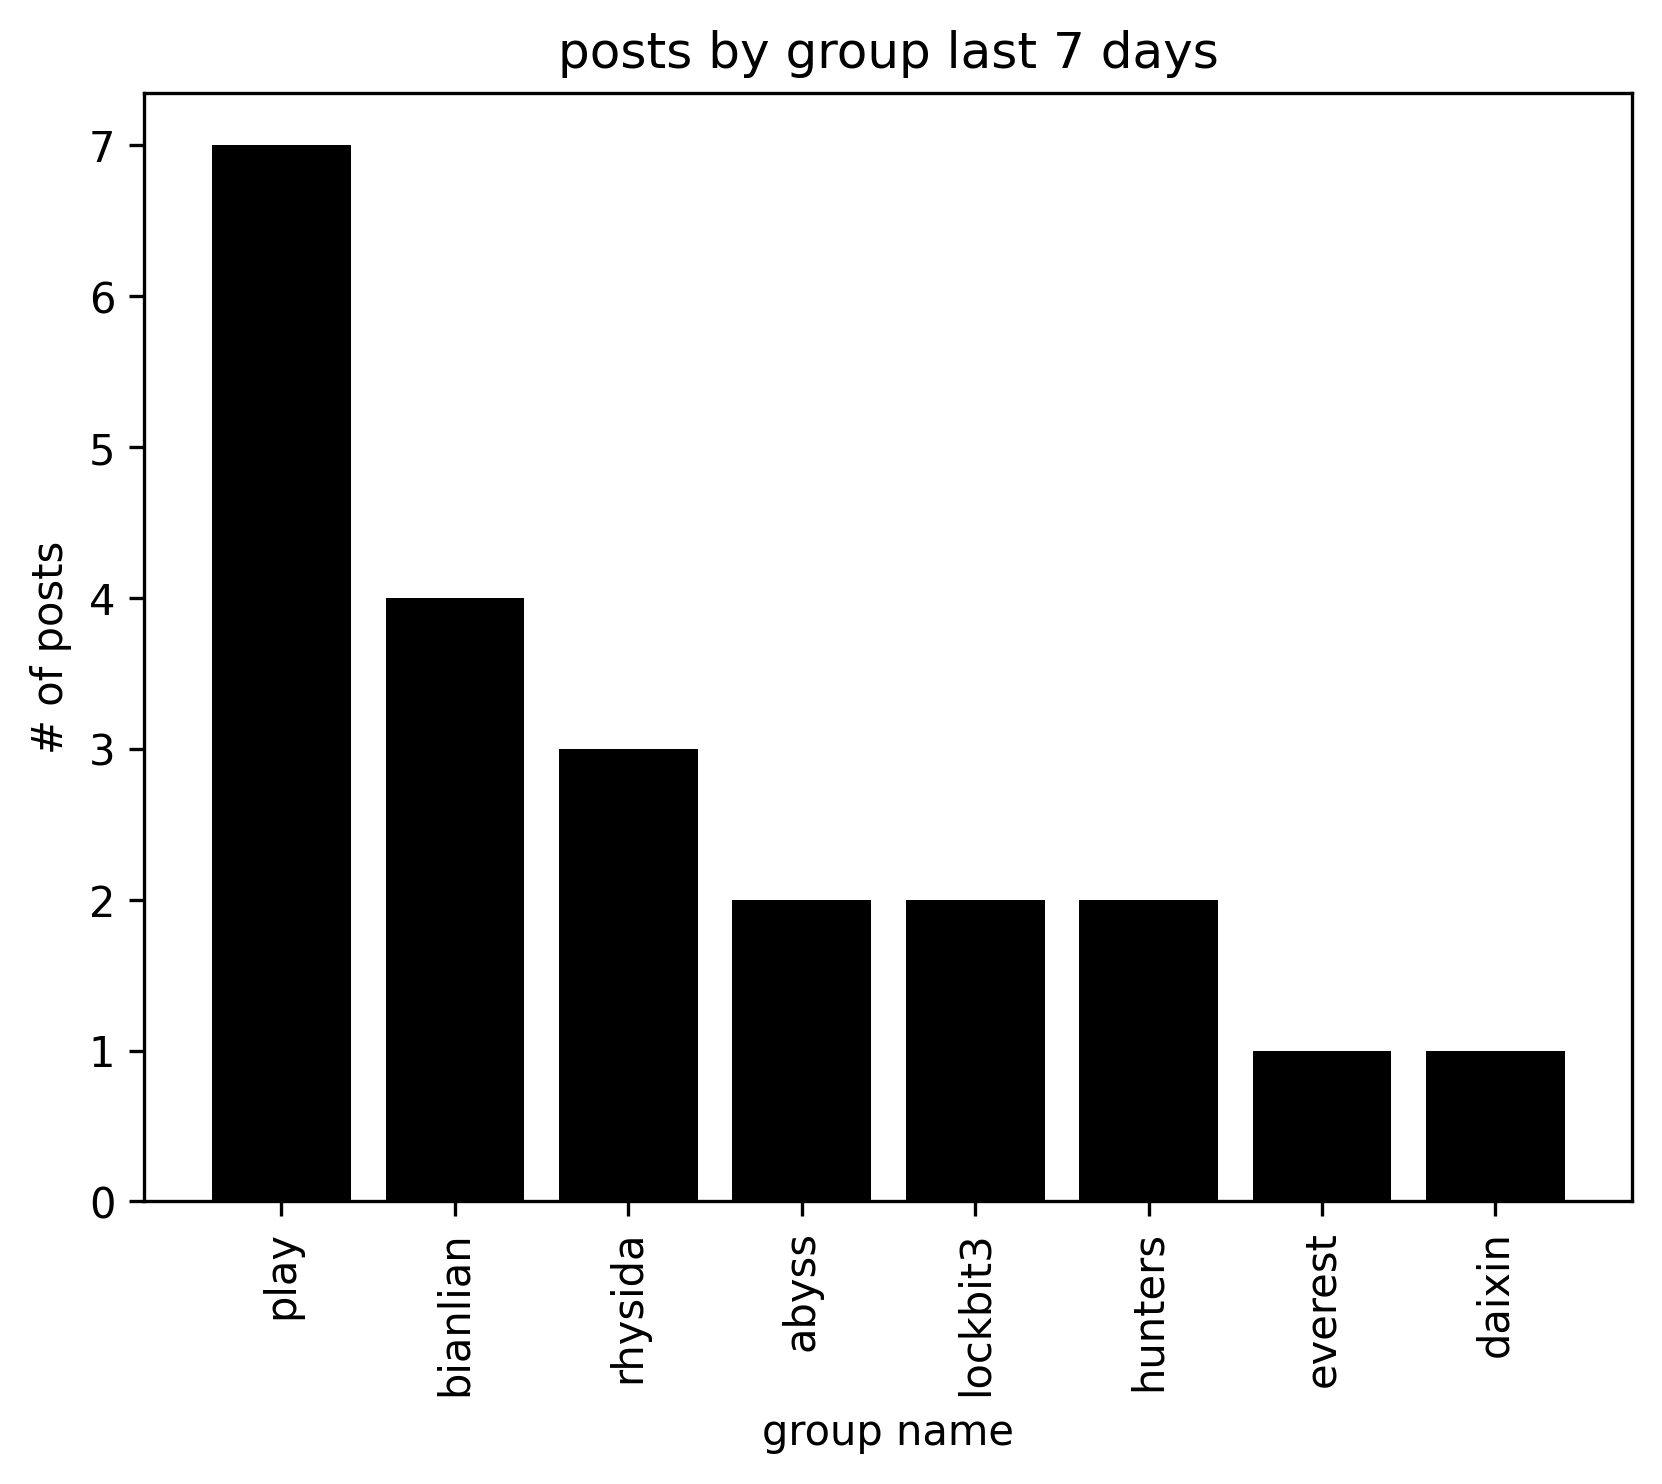 posts by group last 7 days
# of posts
7
6
5
4
3
2
1
0
play
bianlian
rhysida
abyss
lockbit3
hunters
everest
daixin
group name